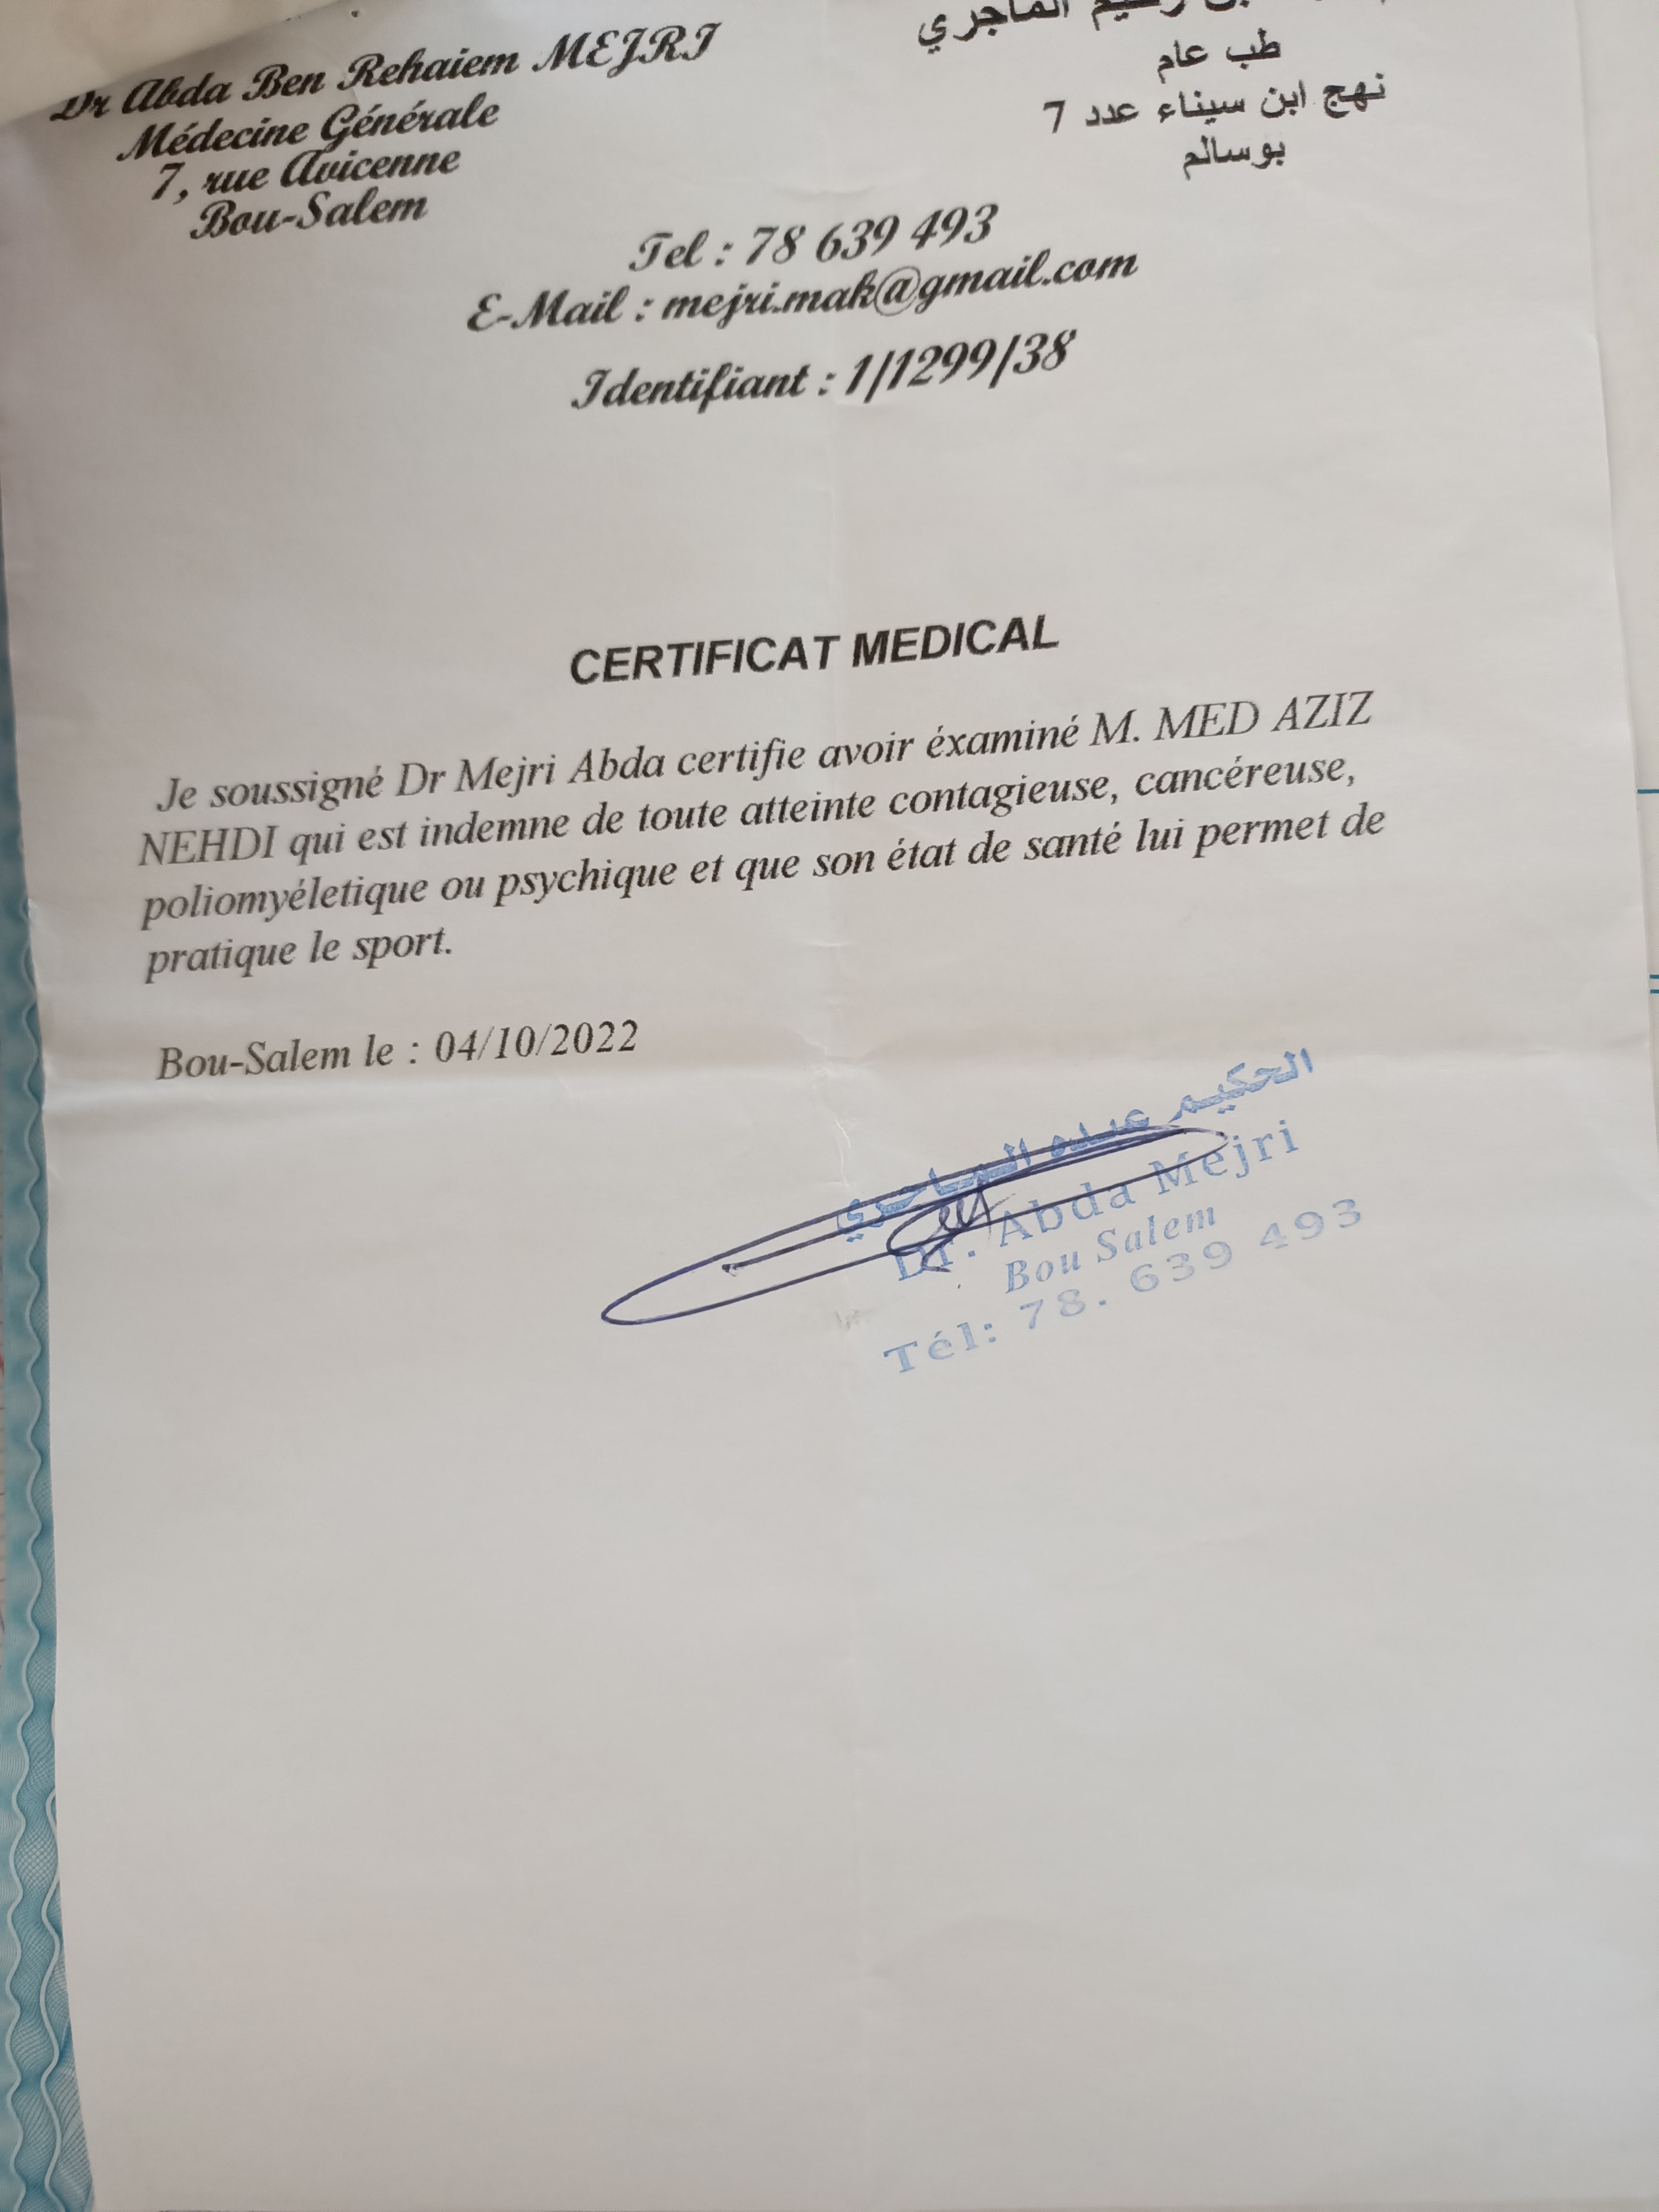 Dr Abda Ben Rehaiem MEJRI
Médecine Générale
7, rue Avicenne
Bou-Salem
الماجري
طب عام
نهج ابن سيناء عدد 7
بوسالم
Tel : 78 639 493
E-Mail : mejri.mak@gmail.com
Identifiant : 1/1299/38
CERTIFICAT MEDICAL
Je soussigné Dr Mejri Abda certifie avoir éxaminé M. MED AZIZ
NEHDI qui est indemne de toute atteinte contagieuse, cancéreuse,
poliomyéletique ou psychique et que son état de santé lui permet de
pratique le sport.
Bou-Salem le : 04/10/2022
الحكيم عبده الماجري
Dr. Abda Mejri
Bou Salem
Tél: 78. 639 493